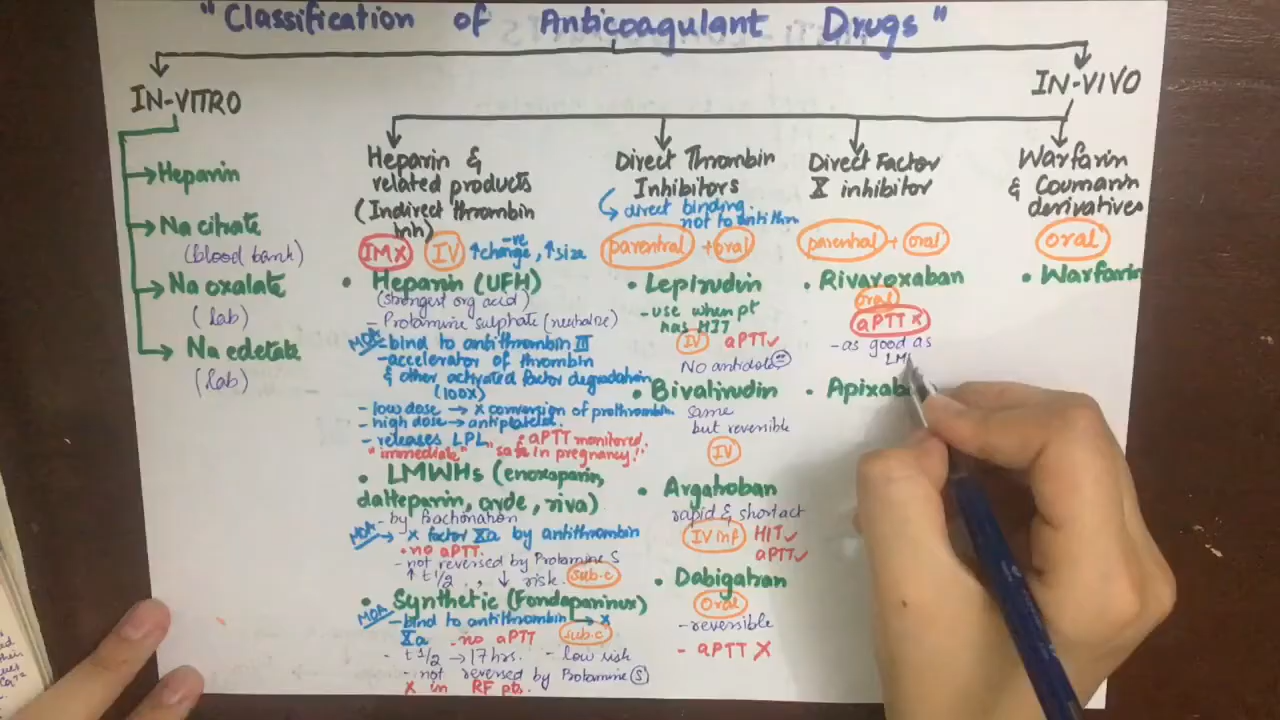 "Classification of Anticoagulant Drugs"
IN-VITRO
Heparin
Na citrate
(blood bank)
Na oxalate
(lab)
Na edetate
(lab)
IN-VIVO
Heparin &
related products
(Indirect thrombin
inh)
IMX IV ↑-ve charge, ↑size
• Heparin (UFH)
(strongest org acid)
- Protamine sulphate (neutralize)
MOA bind to antithrombin III
- accelerator of thrombin
& other activated factor degradation
(100X)
- low dose → X conversion of prothrombin
- high dose → antiplatelet.
- releases LPL • aPTT monitored.
"immediate" safe in pregnancy!!
• LMWHs (enoxaparin,
dalteparin, arde, riva)
- by fractionation
MOA → X factor Xa by antithrombin
• no aPTT.
- not reversed by Protamine S
↑ t1/2 , ↓ risk. sub.c
• Synthetic (Fondaparinux)
MOA - bind to antithrombin → X
Xa - no aPTT sub.c
- t1/2 → 17 hrs. - low risk
- not reversed by Protamine S
X in RF pts.
Direct Thrombin
Inhibitors
direct binding
not to antithm
parentral + oral
• Lepirudin
- use when pt
has HIT
IV aPTT✓
No antidote
• Bivalirudin
same
but reversible
IV
• Argatroban
rapid & short act
IV inf HIT✓
aPTT✓
• Dabigatran
oral
- reversible
- aPTT X
Direct Factor
X inhibitor
parentral + oral
• Rivaroxaban
oral
aPTT X
- as good as
LM
• Apixab
Warfarin
& Coumarin
derivatives
oral
• Warfarin